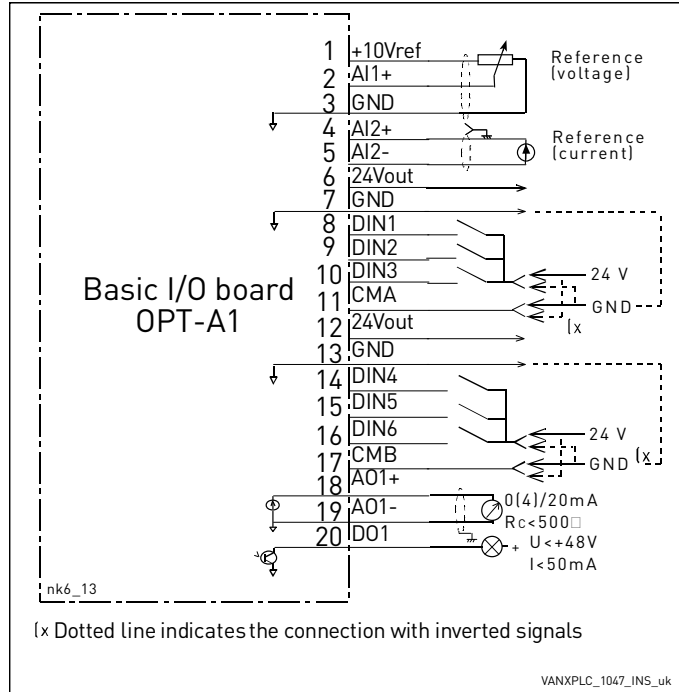 1 +10Vref
2 AI1+
3 GND
4 AI2+
5 AI2-
6 24Vout
7 GND
8 DIN1
9 DIN2
10 DIN3
11 CMA
12 24Vout
13 GND
14 DIN4
15 DIN5
16 DIN6
17 CMB
18 AO1+
19 AO1-
20 DO1
Basic I/O board
OPT-A1
Reference
(voltage)
Reference
(current)
24 V
GND
(x
24 V
GND (x
0(4)/20mA
RC<500□
+ U<+48V
I<50mA
nk6_13
(x Dotted line indicates the connection with inverted signals
VANXPLC_1047_INS_uk